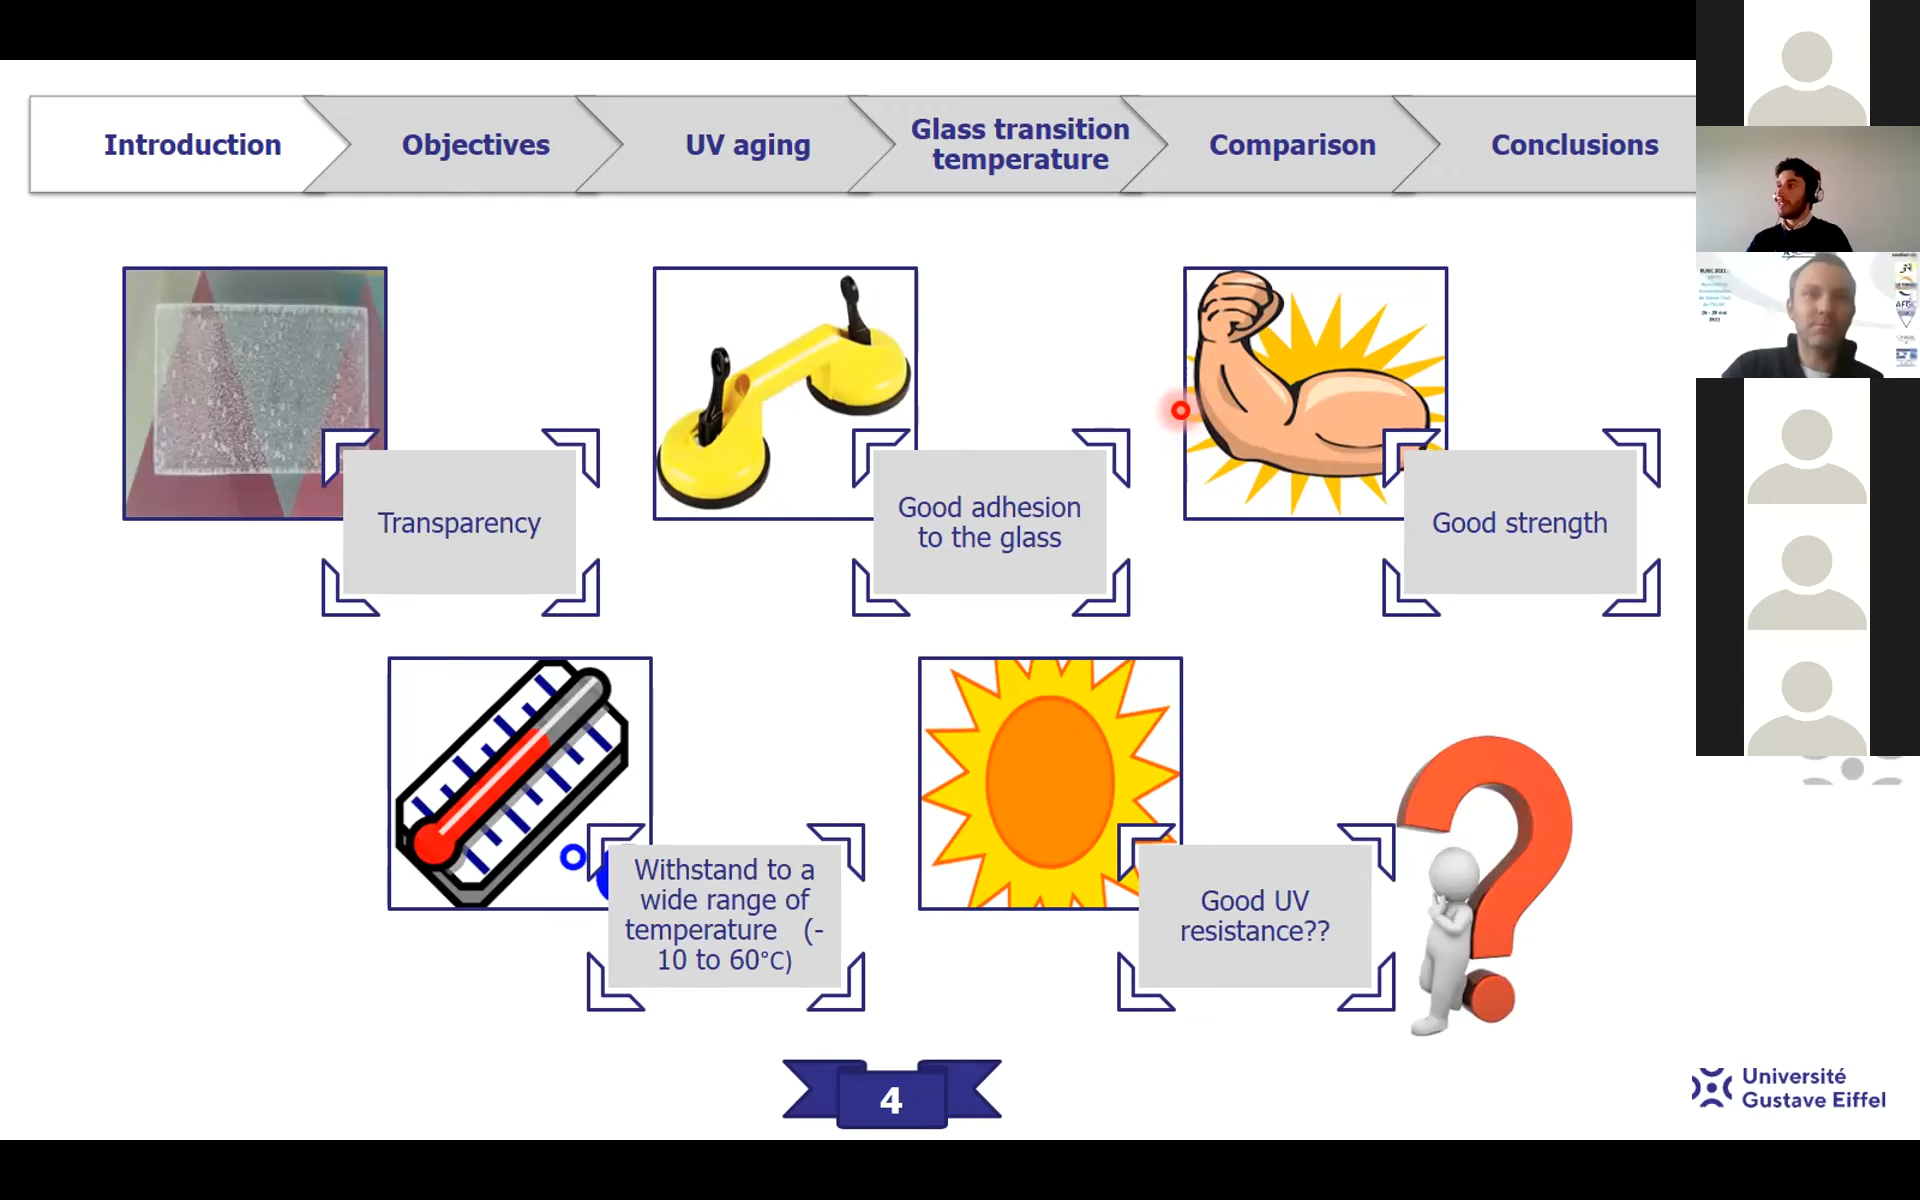 Introduction
Objectives
UV aging
Glass transition
temperature
Comparison
Conclusions
Transparency
Good adhesion
to the glass
Good strength
Withstand to a
wide range of
temperature (-
10 to 60°C)
Good UV
resistance??
4
Université
Gustave Eiffel
AFGC